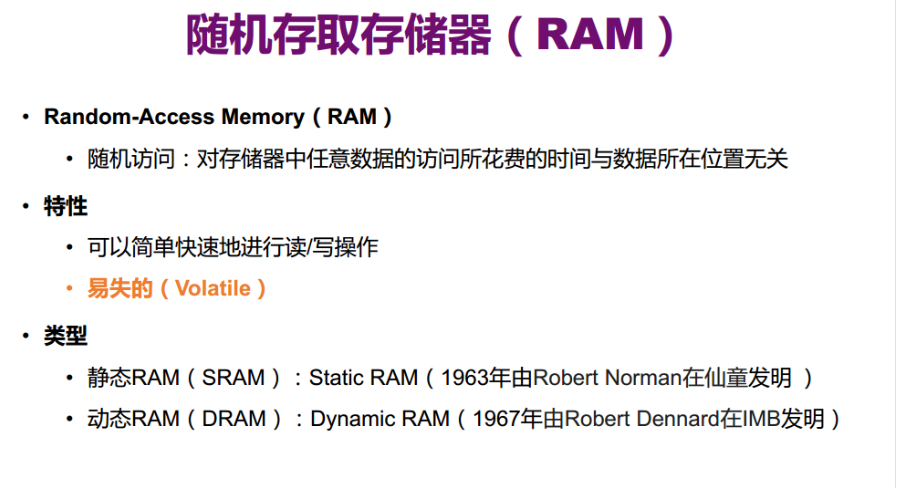 随机存取存储器（RAM）
• Random-Access Memory（RAM）
• 随机访问：对存储器中任意数据的访问所花费的时间与数据所在位置无关
• 特性
• 可以简单快速地进行读/写操作
• 易失的（Volatile）
• 类型
• 静态RAM（SRAM）：Static RAM（1963年由Robert Norman在仙童发明 ）
• 动态RAM（DRAM）：Dynamic RAM（1967年由Robert Dennard在IMB发明）